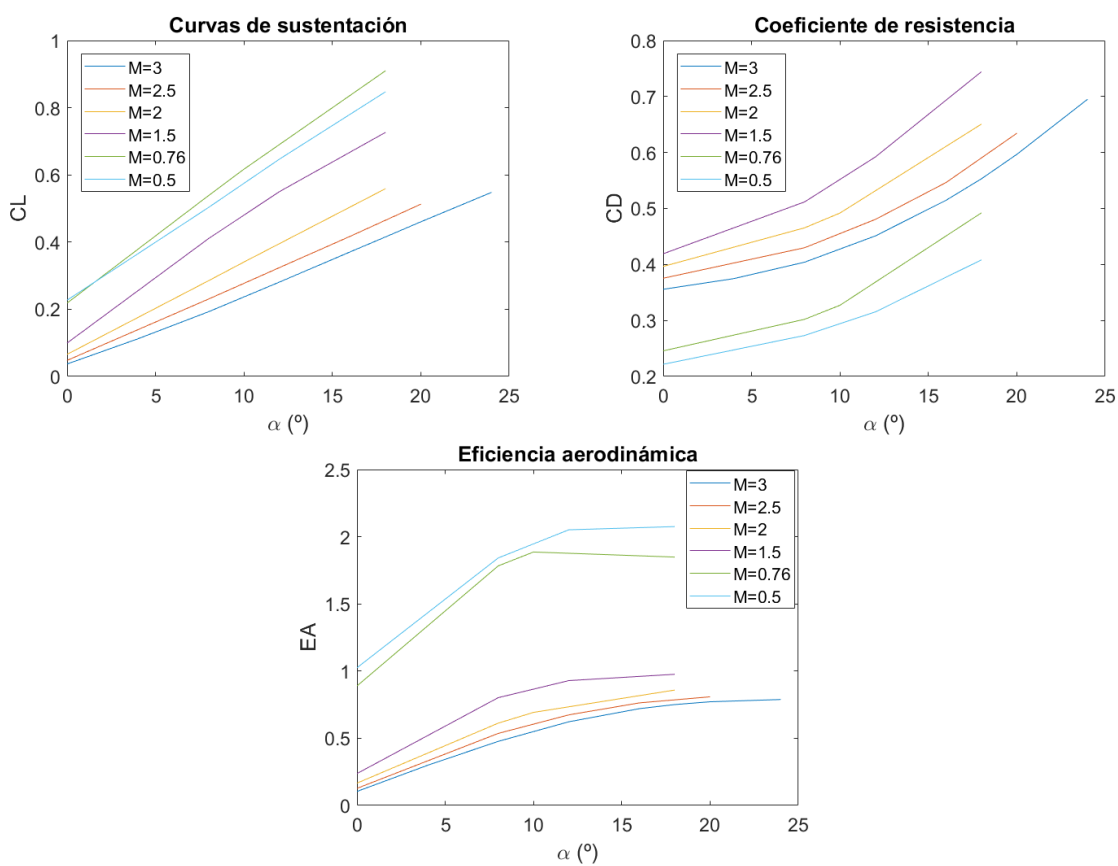 Curvas de sustentación
1
0.8
0.6
0.4
0.2
0
CL
M=3
M=2.5
M=2
M=1.5
M=0.76
M=0.5
0 5 10 15 20 25
α (º)
Coeficiente de resistencia
0.8
0.7
0.6
0.5
0.4
0.3
0.2
CD
M=3
M=2.5
M=2
M=1.5
M=0.76
M=0.5
0 5 10 15 20 25
α (º)
Eficiencia aerodinámica
2.5
2
1.5
1
0.5
0
EA
M=3
M=2.5
M=2
M=1.5
M=0.76
M=0.5
0 5 10 15 20 25
α (º)